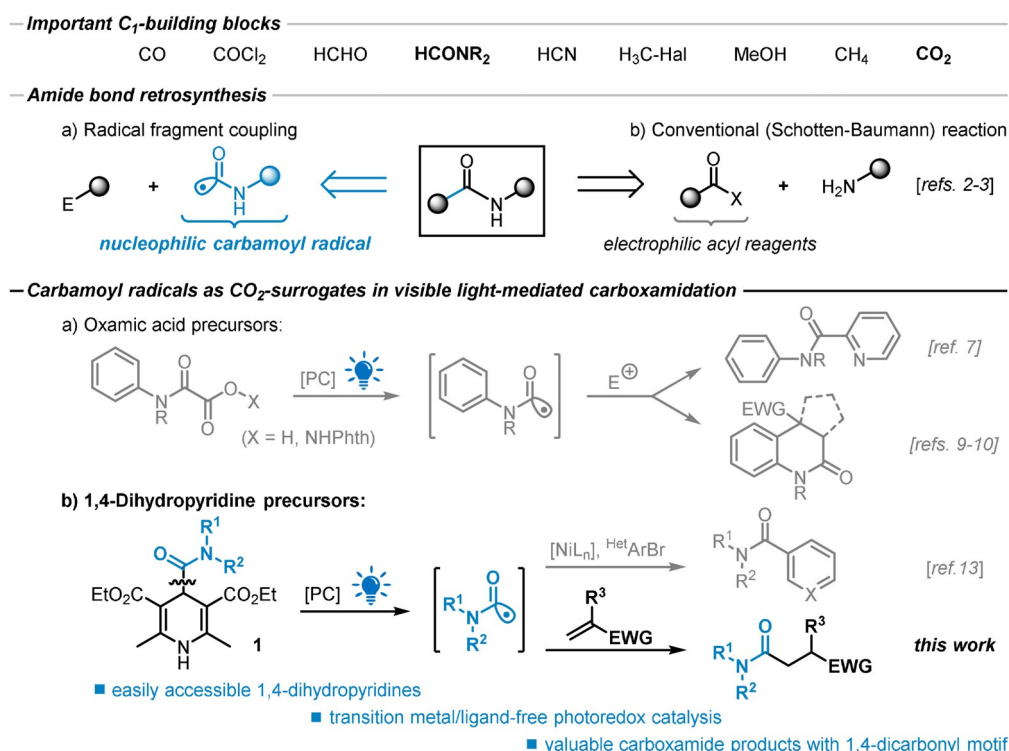 Important C₁-building blocks
CO COCl₂ HCHO HCONR₂ HCN H₃C-Hal MeOH CH₄ CO₂
Amide bond retrosynthesis
a) Radical fragment coupling
b) Conventional (Schotten-Baumann) reaction
E + O N H
O N H
O X + H₂N [refs. 2-3]
nucleophilic carbamoyl radical
electrophilic acyl reagents
Carbamoyl radicals as CO₂-surrogates in visible light-mediated carboxamidation
a) Oxamic acid precursors:
O N R O O X
(X = H, NHPhth)
[PC]
N R O
E⊕
O N R N [ref. 7]
EWG N R O [refs. 9-10]
b) 1,4-Dihydropyridine precursors:
R¹ O N R²
EtO₂C CO₂Et
N H 1
[PC]
R¹ N R² O
[NiLₙ], ᴴᵉᵗArBr
R¹ N R² O X [ref.13]
R³ EWG
R¹ N R² O R³ EWG this work
■ easily accessible 1,4-dihydropyridines
■ transition metal/ligand-free photoredox catalysis
■ valuable carboxamide products with 1,4-dicarbonyl motif